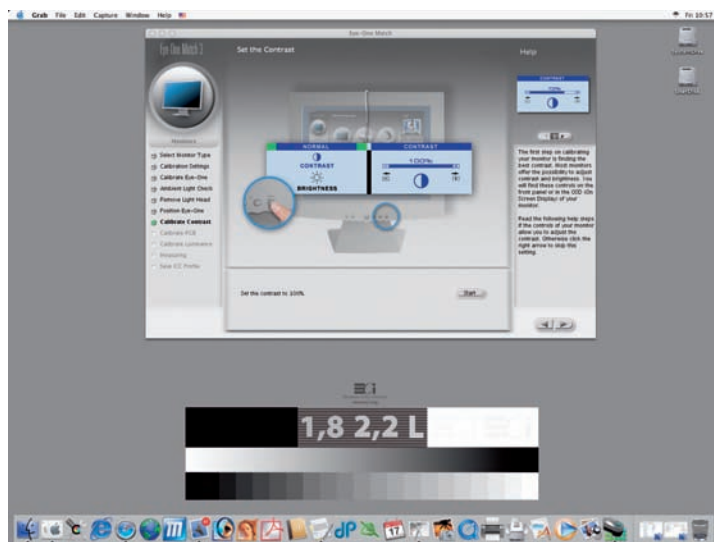 Grab File Edit Capture Window Help
Fri 10:57
Eye-One Match
Eye-One Match 3
Set the Contrast
Help
Monitors
Select Monitor Type
Calibration Settings
Calibrate Eye-One
Ambient Light Check
Remove Light Head
Position Eye-One
Calibrate Contrast
Calibrate RGB
Calibrate Luminance
Measuring
Save ICC Profile
NORMAL
CONTRAST
BRIGHTNESS
CONTRAST
100%
Set the contrast to 100%.
Start
CONTRAST
The first step on calibrating
your monitor is finding the
best contrast. Most monitors
offer the possibility to adjust
contrast and brightness. You
will find these controls on the
front panel or in the OSD (On
Screen Display) of your
monitor.
Read the following help steps
if the controls of your monitor
allow you to adjust the
contrast. Otherwise click the
right arrow to skip this
setting.
1,8 2,2 L
17